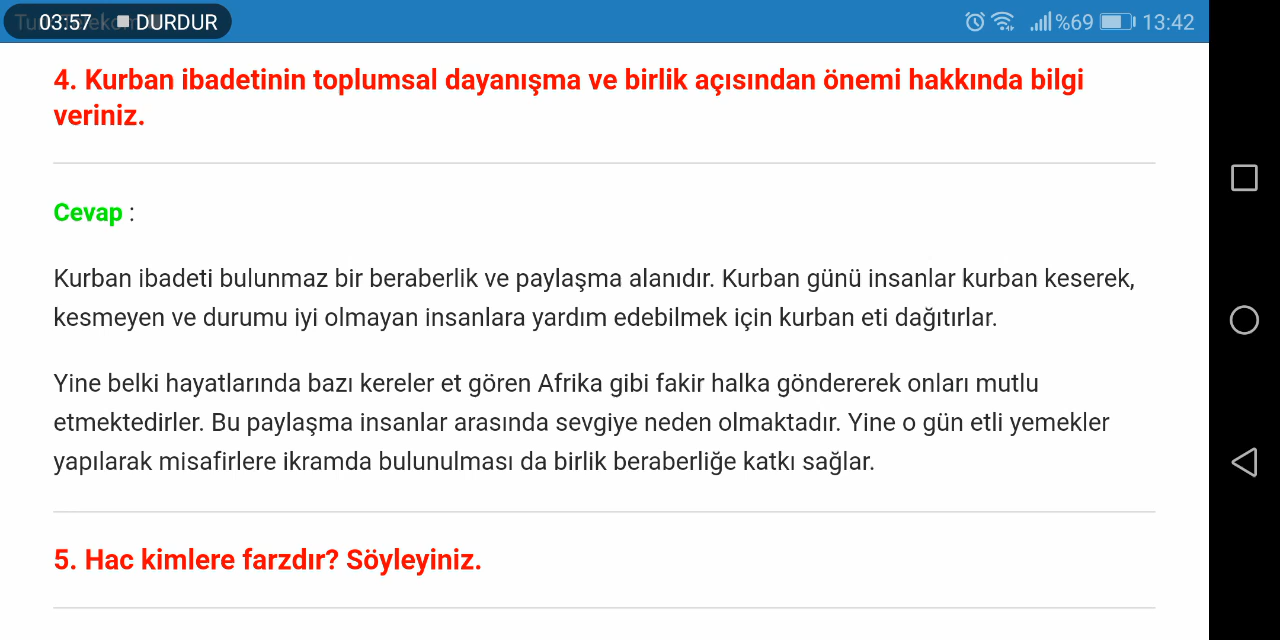 03:57 DURDUR %69 13:42
4. Kurban ibadetinin toplumsal dayanışma ve birlik açısından önemi hakkında bilgi
veriniz.
Cevap :
Kurban ibadeti bulunmaz bir beraberlik ve paylaşma alanıdır. Kurban günü insanlar kurban keserek,
kesmeyen ve durumu iyi olmayan insanlara yardım edebilmek için kurban eti dağıtırlar.
Yine belki hayatlarında bazı kereler et gören Afrika gibi fakir halka göndererek onları mutlu
etmektedirler. Bu paylaşma insanlar arasında sevgiye neden olmaktadır. Yine o gün etli yemekler
yapılarak misafirlere ikramda bulunulması da birlik beraberliğe katkı sağlar.
5. Hac kimlere farzdır? Söyleyiniz.